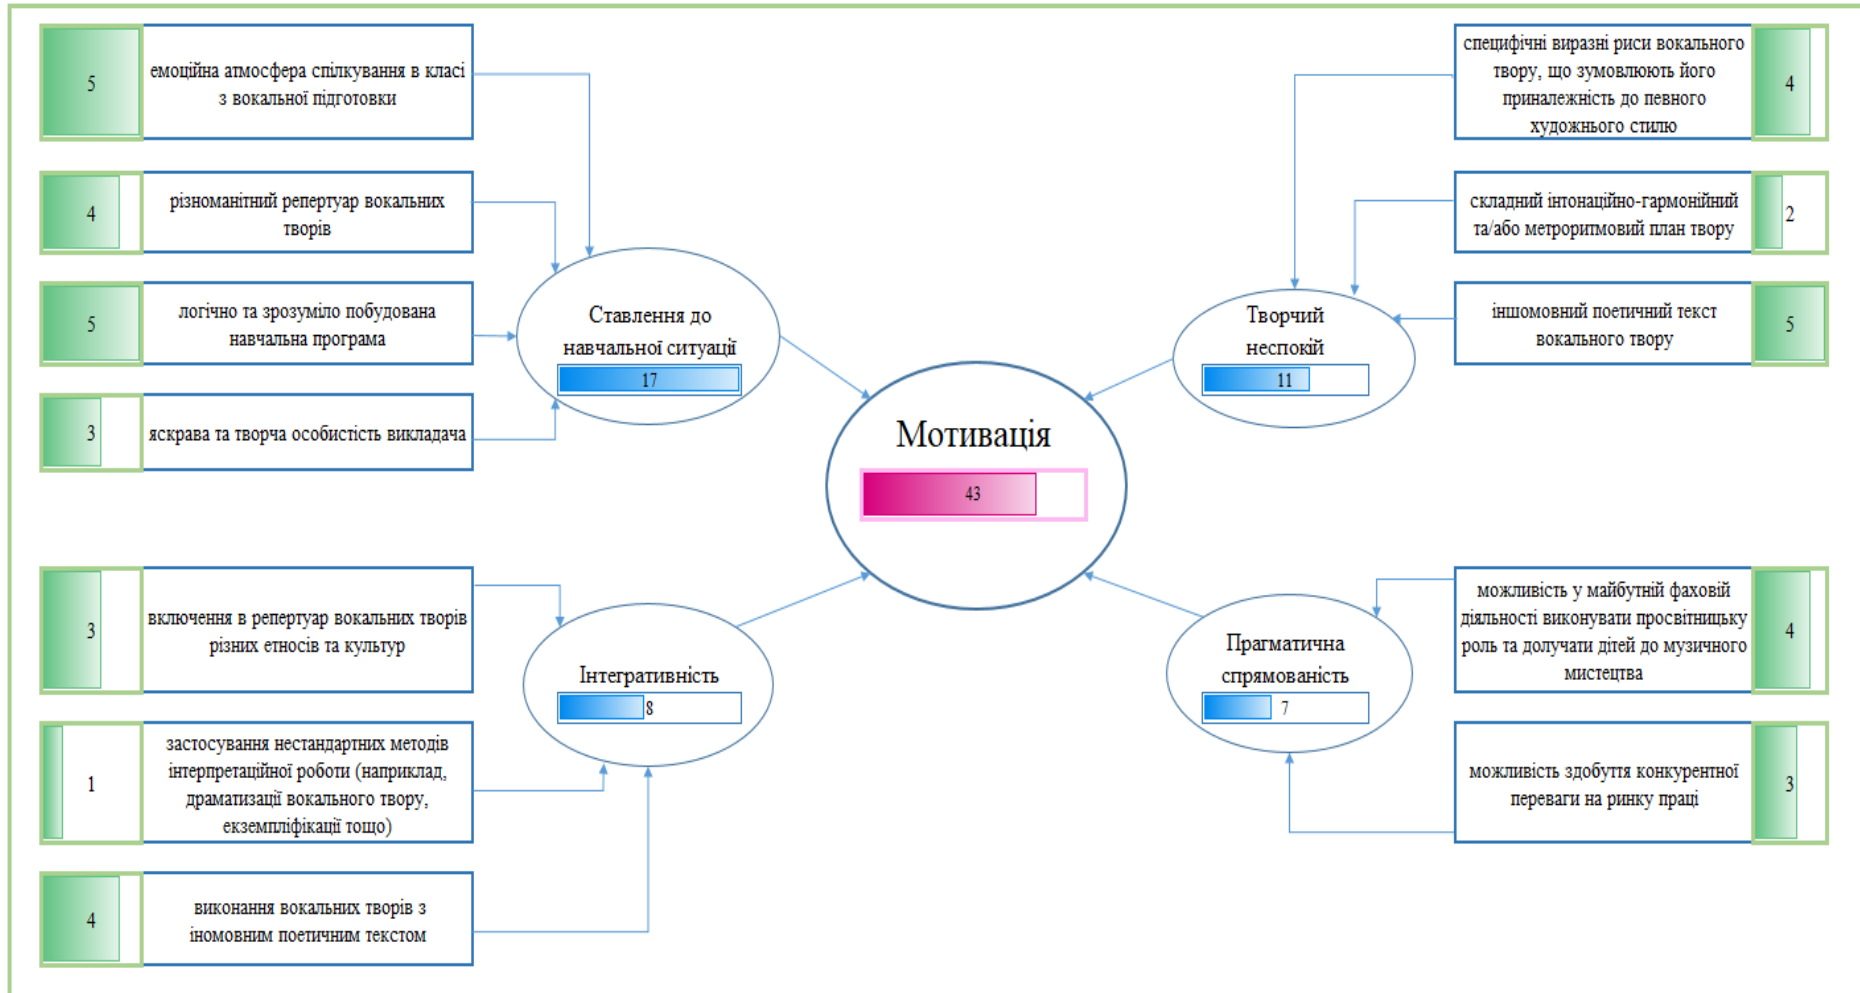 5
емоційна атмосфера спілкування в класі
з вокальної підготовки
4
різноманітний репертуар вокальних
творів
5
логічно та зрозуміло побудована
навчальна програма
3
яскрава та творча особистість викладача
Ставлення до
навчальної ситуації
17
специфічні виразні риси вокального
твору, що зумовлюють його
приналежність до певного
художнього стилю
4
складний інтонаційно-гармонійний
та/або метроритмовий план твору
2
іншомовний поетичний текст
вокального твору
5
Творчий
неспокій
11
Мотивація
43
3
включення в репертуар вокальних творів
різних етносів та культур
1
застосування нестандартних методів
інтерпретаційної роботи (наприклад,
драматизації вокального твору,
екземпліфікації тощо)
4
виконання вокальних творів з
іномовним поетичним текстом
Інтегративність
8
Прагматична
спрямованість
7
можливість у майбутній фаховій
діяльності виконувати просвітницьку
роль та долучати дітей до музичного
мистецтва
4
можливість здобуття конкурентної
переваги на ринку праці
3